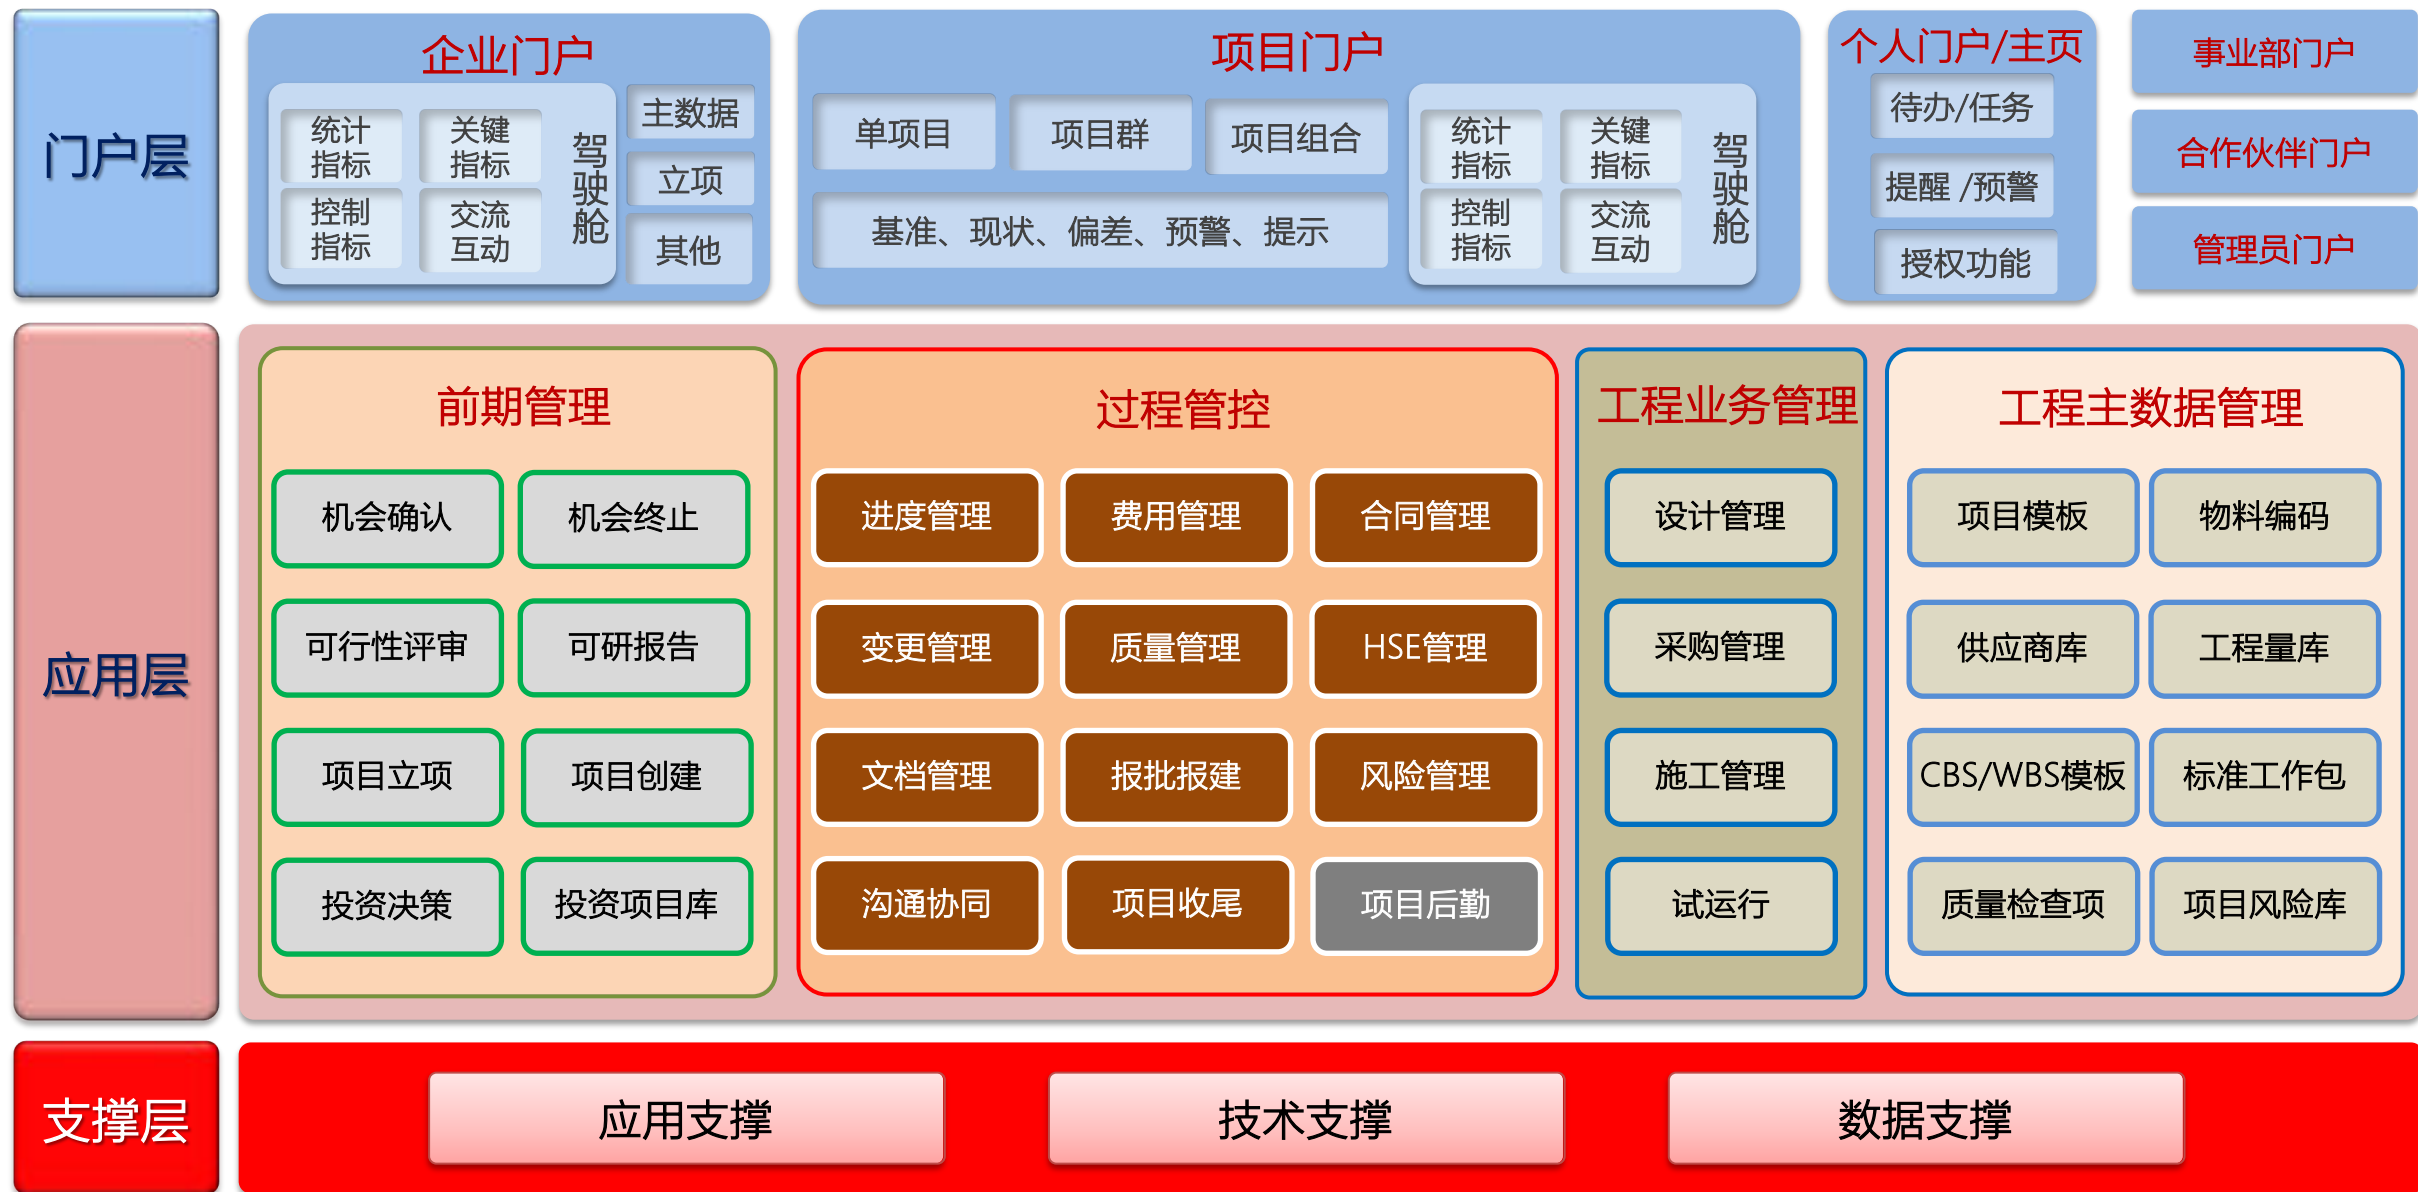 门户层
企业门户
统计
指标
关键
指标
控制
指标
交流
互动
驾驶舱
主数据
立项
其他
项目门户
单项目
项目群
项目组合
基准、现状、偏差、预警、提示
统计
指标
关键
指标
控制
指标
交流
互动
驾驶舱
个人门户/主页
待办/任务
提醒 /预警
授权功能
事业部门户
合作伙伴门户
管理员门户
应用层
前期管理
机会确认
机会终止
可行性评审
可研报告
项目立项
项目创建
投资决策
投资项目库
过程管控
进度管理
费用管理
合同管理
变更管理
质量管理
HSE管理
文档管理
报批报建
风险管理
沟通协同
项目收尾
项目后勤
工程业务管理
设计管理
采购管理
施工管理
试运行
工程主数据管理
项目模板
物料编码
供应商库
工程量库
CBS/WBS模板
标准工作包
质量检查项
项目风险库
支撑层
应用支撑
技术支撑
数据支撑